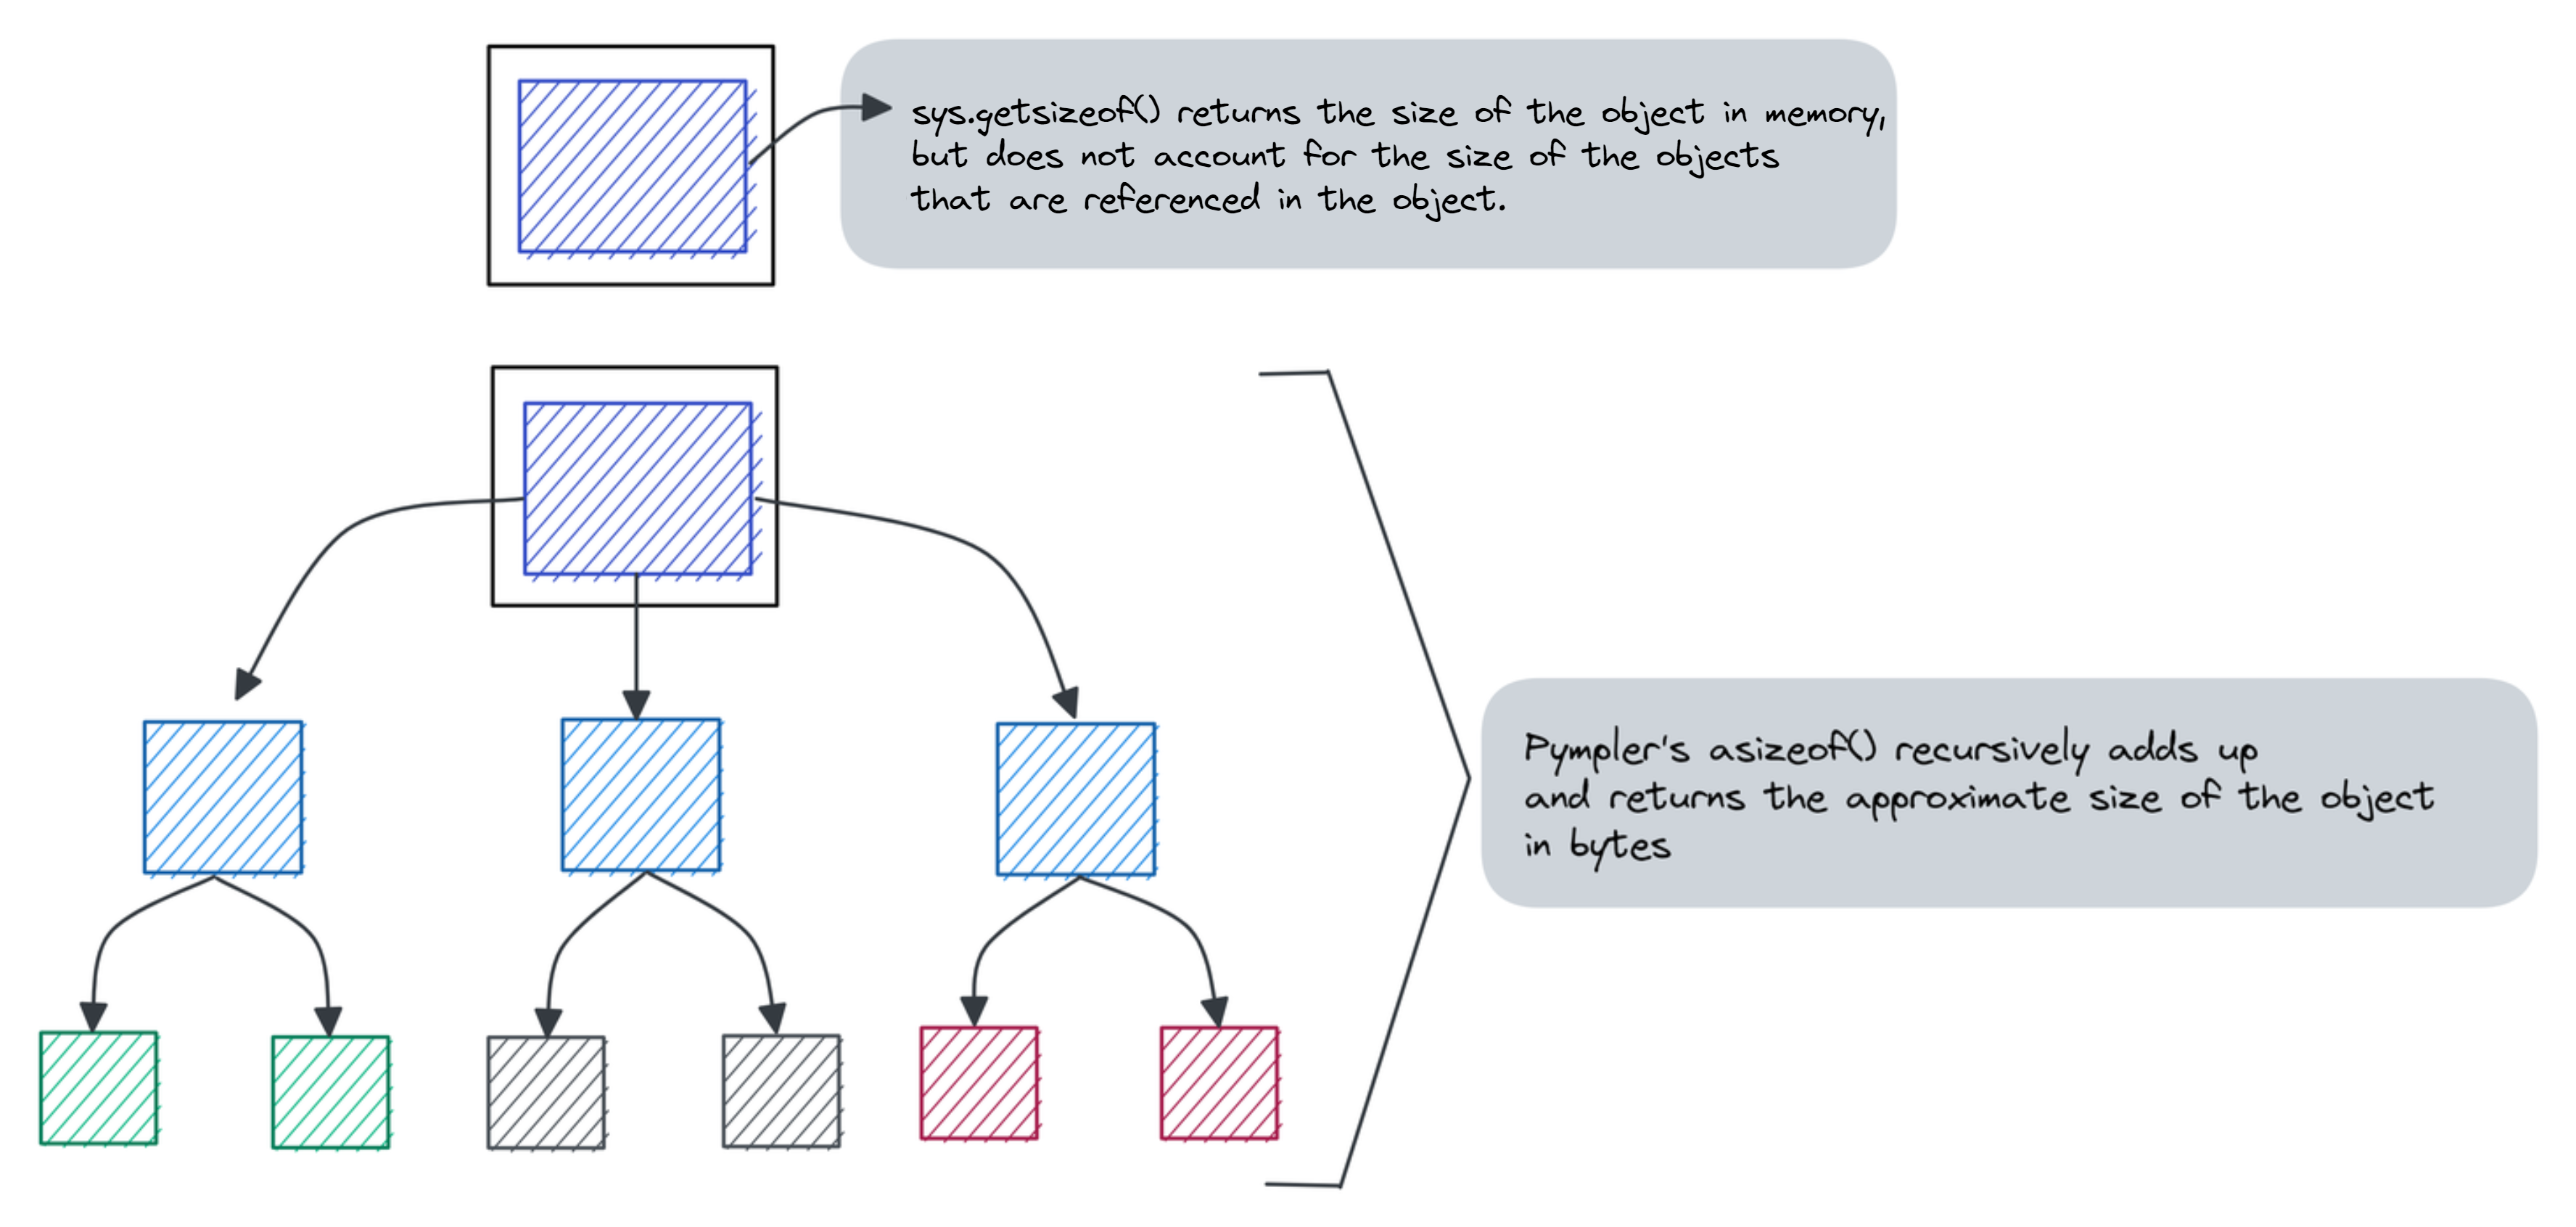 sys.getsizeof() returns the size of the object in memory,
but does not account for the size of the objects
that are referenced in the object.
Pympler's asizeof() recursively adds up
and returns the approximate size of the object
in bytes